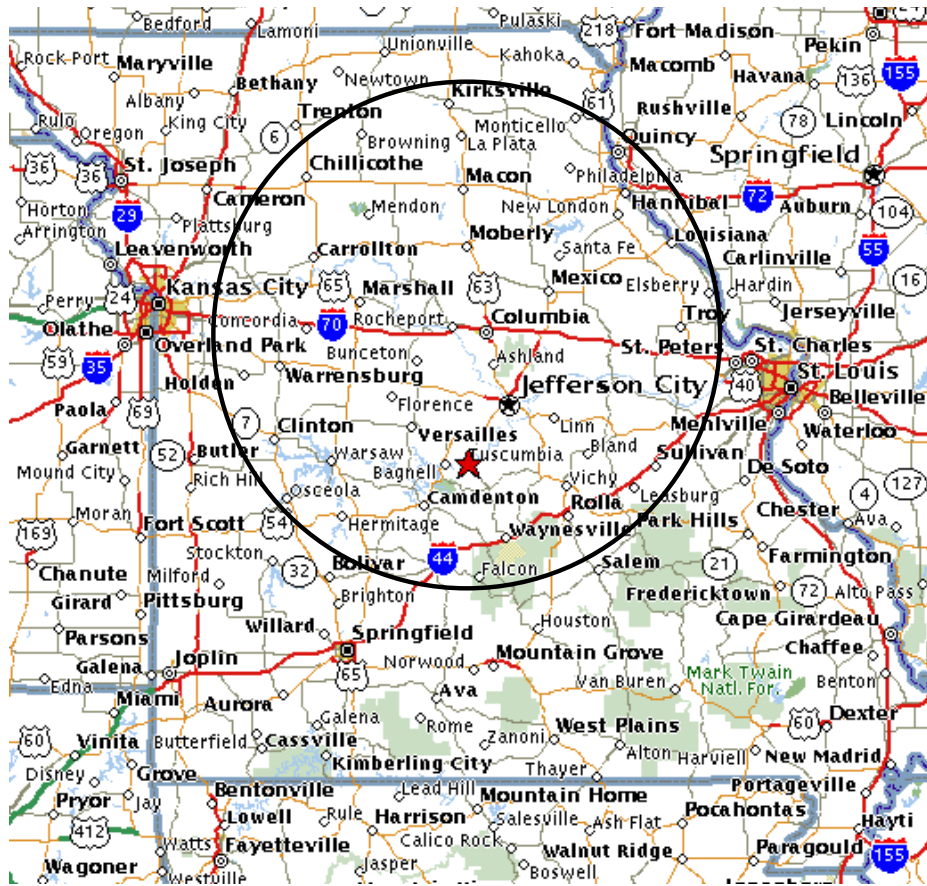 Bedford
Lamoni
Pulaski
218
Fort Madison
Unionville
Pekin
Rock Port
Maryville
Kahoka
Macomb
Havana
136
155
Newtown
Bethany
Albany
Kirksville
61
Rushville
Trenton
Lincoln
Rulo
King City
6
Monticello
78
Oregon
Browning
La Plata
Quincy
Springfield
36
36
St. Joseph
Chillicothe
Philadelphia
Macon
72
Hannibal
Cameron
Horton
29
Mendon
New London
Auburn
104
Plattsburg
Arrington
Moberly
Louisiana
55
Leavenworth
Carrollton
Santa Fe
Carlinville
Mexico
16
Kansas City
65
Marshall
63
Elsberry
Hardin
Perry
24
Jerseyville
Troy
Concordia
70
Rocheport
Columbia
Olathe
Overland Park
St. Peters
St. Charles
Bunceton
Ashland
59
35
Warrensburg
St. Louis
Holden
Jefferson City
40
Belleville
Paola
69
Florence
7
Linn
Mehlville
Clinton
Versailles
Waterloo
Garnett
52
Butler
Bland
Sullivan
Warsaw
Tuscumbia
Mound City
Bagnell
De Soto
Rich Hill
Vichy
127
Osceola
Leasburg
4
Camdenton
Rolla
Moran
Chester
Fort Scott
54
Hermitage
Waynesville
Park Hills
Ava
169
Stockton
44
Farmington
Chanute
Milford
32
Bolivar
Falcon
Salem
21
Girard
Pittsburg
Brighton
Fredericktown
72
Alto Pass
Houston
Cape Girardeau
Parsons
Willard
Springfield
Chaffee
Galena
Joplin
Norwood
Mountain Grove
Mark Twain
Natl. For.
Benton
Edna
65
Van Buren
Miami
Aurora
Ava
Dexter
Galena
Rome
West Plains
60
60
Vinita
Butterfield
Cassville
Zanoni
Alton
Harviell
New Madrid
Disney
Grove
Kimberling City
Thayer
Portageville
Pryor
Jay
Bentonville
Lead Hill
Mountain Home
Pocahontas
Lowell
Rule
Harrison
Salesville
Ash Flat
Hayti
412
Watts
Fayetteville
Calico Rock
Walnut Ridge
Paragould
155
Wagoner
Westville
Jasper
Boswell